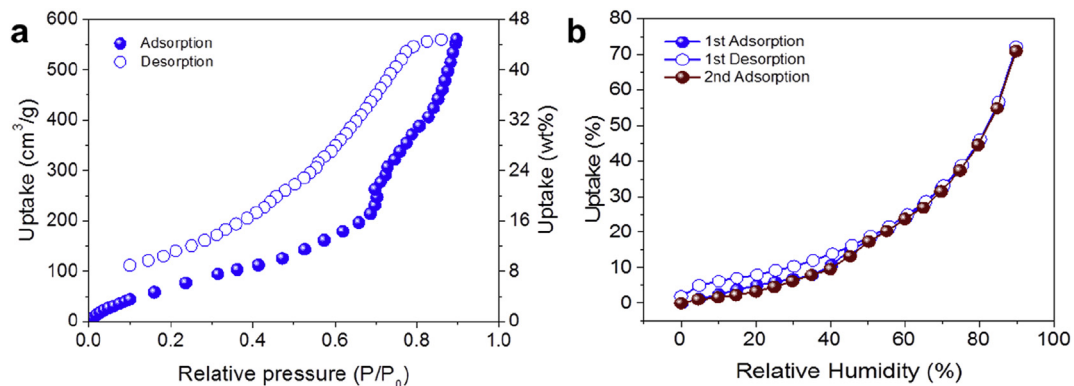 a
600
500
400
300
200
100
0
Uptake (cm³/g)
Adsorption
Desorption
48
40
32
24
16
8
0
Uptake (wt%)
0.0 0.2 0.4 0.6 0.8 1.0
Relative pressure (P/P₀)
b
80
70
60
50
40
30
20
10
0
Uptake (%)
1st Adsorption
1st Desorption
2nd Adsorption
0 20 40 60 80 100
Relative Humidity (%)